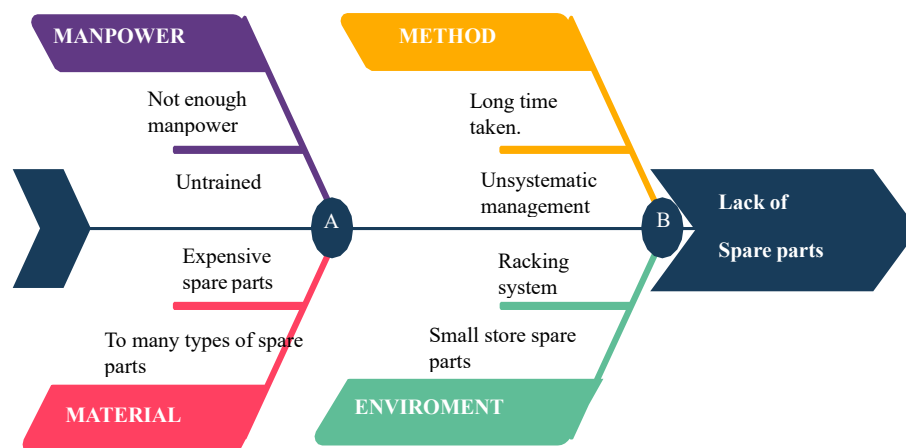 MANPOWER
METHOD
Not enough
manpower
Long time
taken.
Untrained
Unsystematic
management
A
B
Lack of
Spare parts
Expensive
spare parts
Racking
system
To many types of spare
parts
Small store spare
parts
MATERIAL
ENVIROMENT